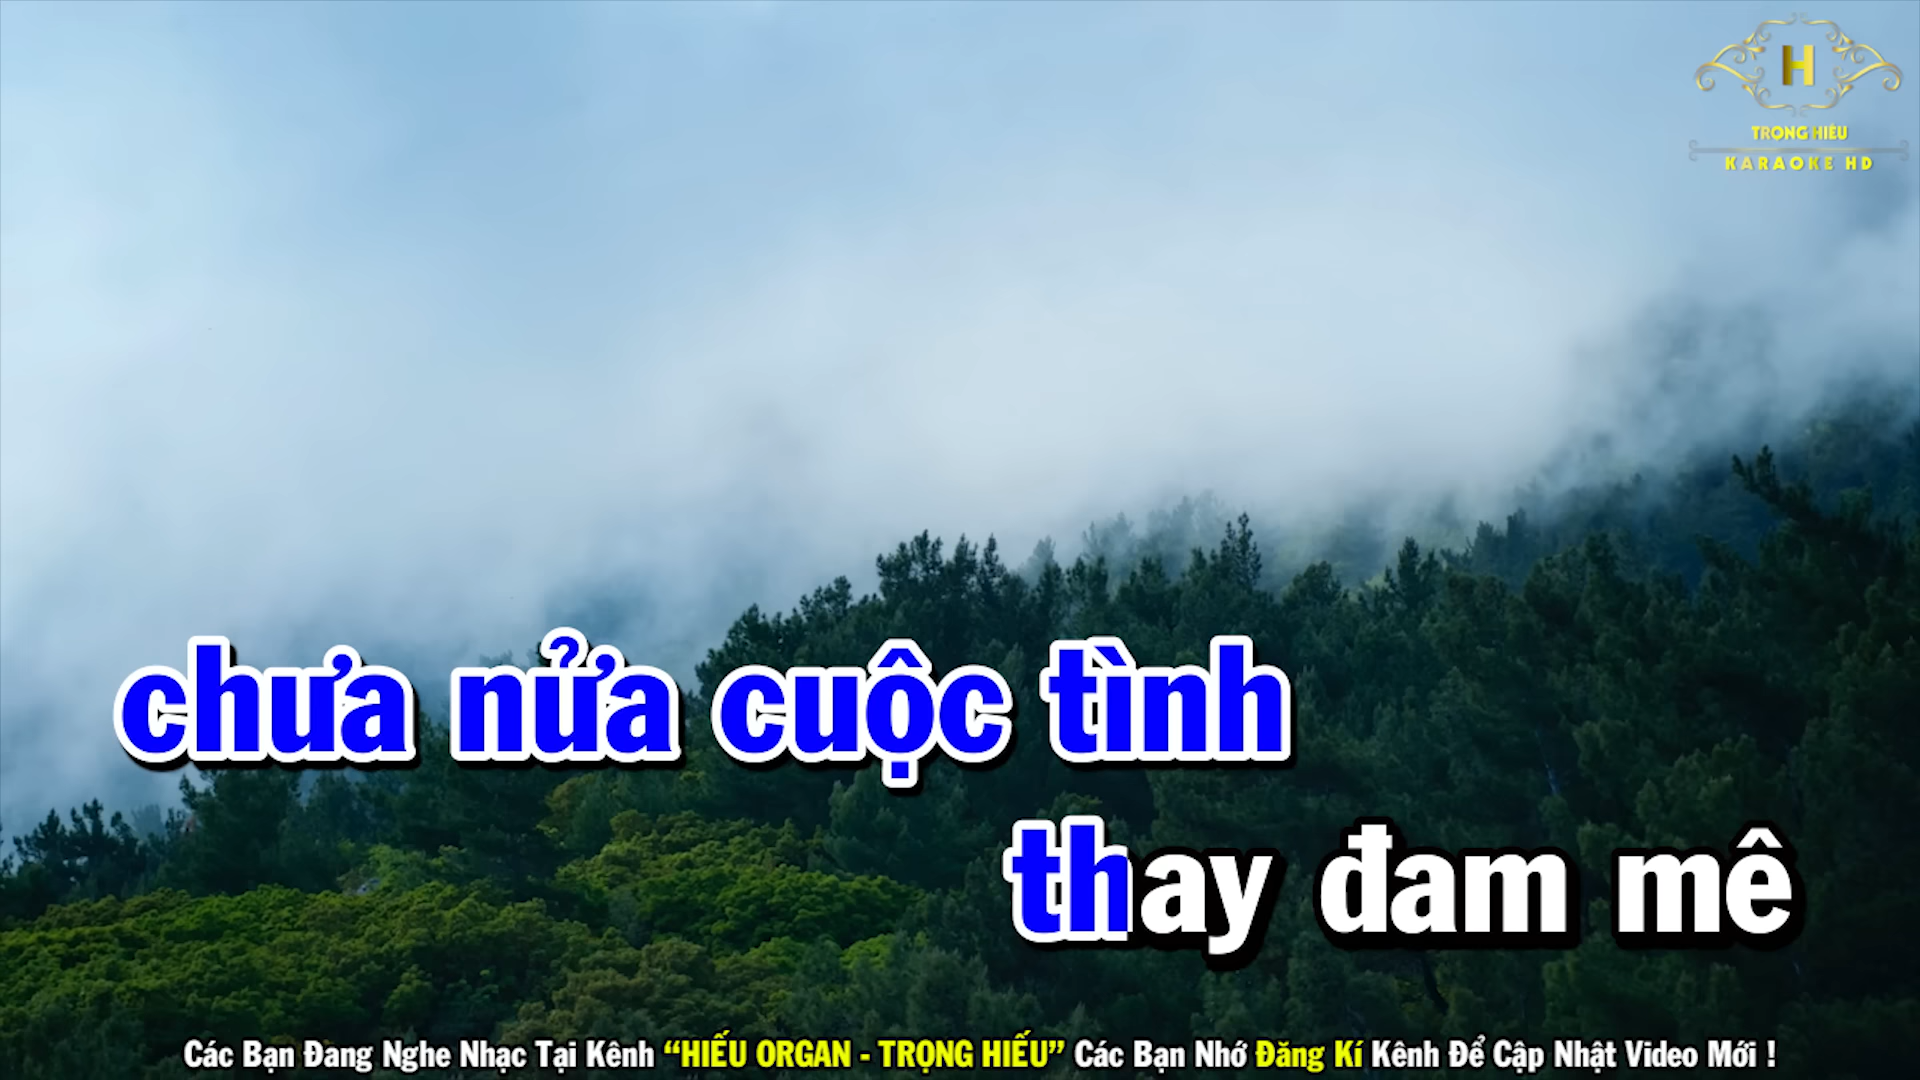 H
TRỌNG HIẾU
KARAOKE HD
chưa nửa cuộc tình
thay đam mê
Các Bạn Đang Nghe Nhạc Tại Kênh “HIẾU ORGAN - TRỌNG HIẾU” Các Bạn Nhớ Đăng Kí Kênh Để Cập Nhật Video Mới !